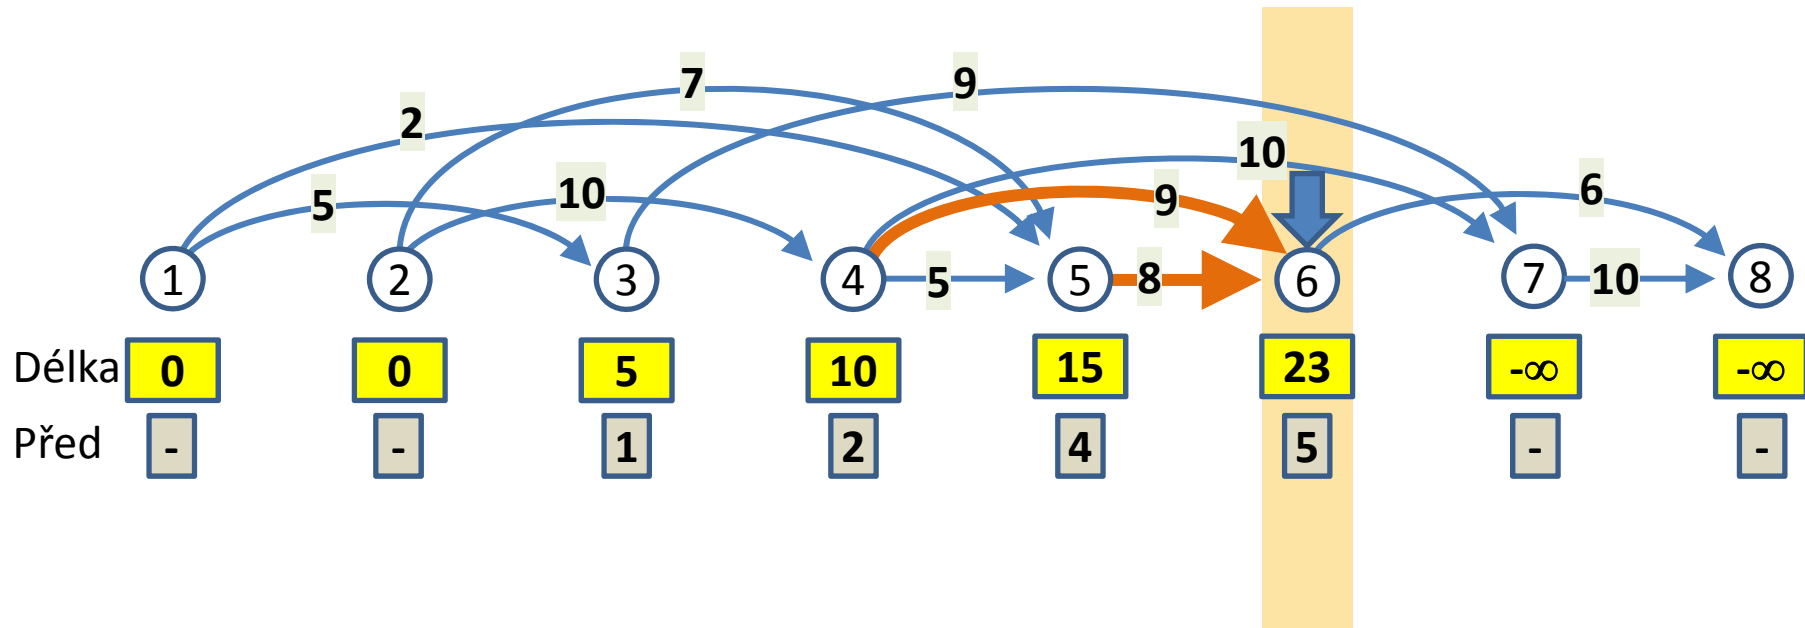 7 9
2 10
5 10 9 6
1 2 3 4 5 5 8 6 7 10 8
Délka 0 0 5 10 15 23 -∞ -∞
Před - - 1 2 4 5 - -